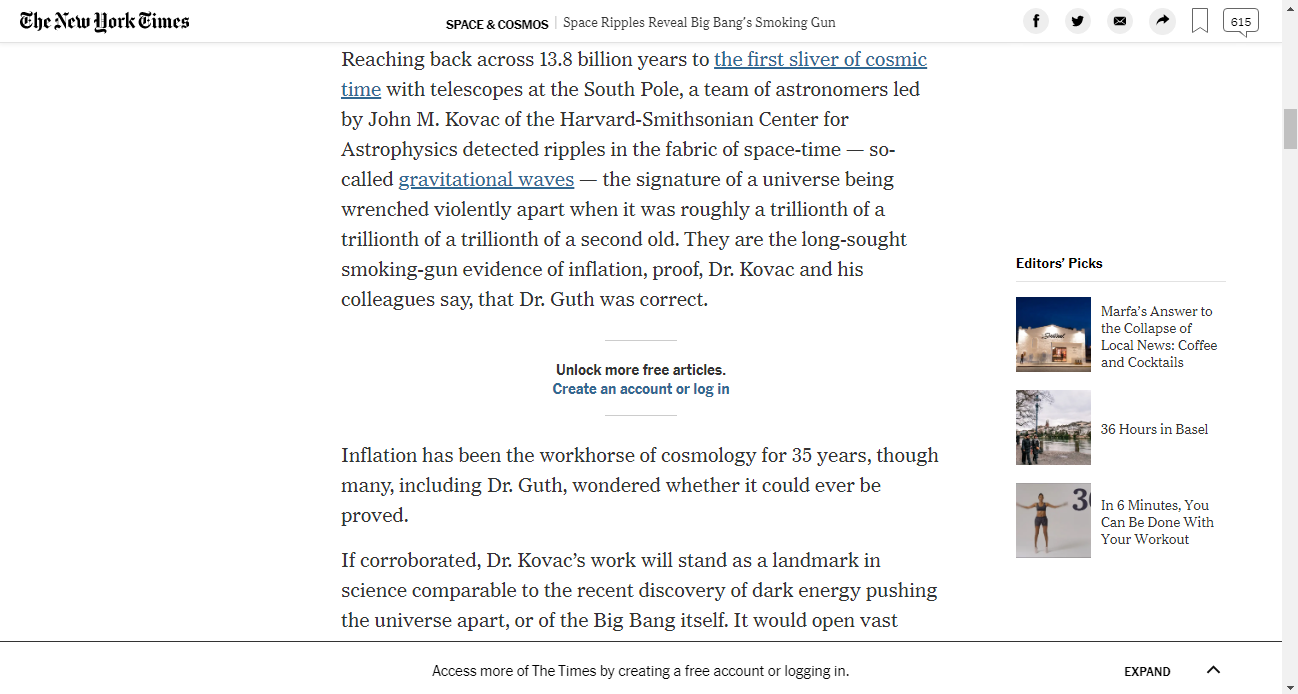 The New York Times
SPACE & COSMOS | Space Ripples Reveal Big Bang’s Smoking Gun
615
Reaching back across 13.8 billion years to the first sliver of cosmic
time with telescopes at the South Pole, a team of astronomers led
by John M. Kovac of the Harvard-Smithsonian Center for
Astrophysics detected ripples in the fabric of space-time — so-
called gravitational waves — the signature of a universe being
wrenched violently apart when it was roughly a trillionth of a
trillionth of a trillionth of a second old. They are the long-sought
smoking-gun evidence of inflation, proof, Dr. Kovac and his
colleagues say, that Dr. Guth was correct.
Unlock more free articles.
Create an account or log in
Inflation has been the workhorse of cosmology for 35 years, though
many, including Dr. Guth, wondered whether it could ever be
proved.
If corroborated, Dr. Kovac’s work will stand as a landmark in
science comparable to the recent discovery of dark energy pushing
the universe apart, or of the Big Bang itself. It would open vast
Editors’ Picks
Marfa’s Answer to
the Collapse of
Local News: Coffee
and Cocktails
36 Hours in Basel
In 6 Minutes, You
Can Be Done With
Your Workout
Access more of The Times by creating a free account or logging in.
EXPAND